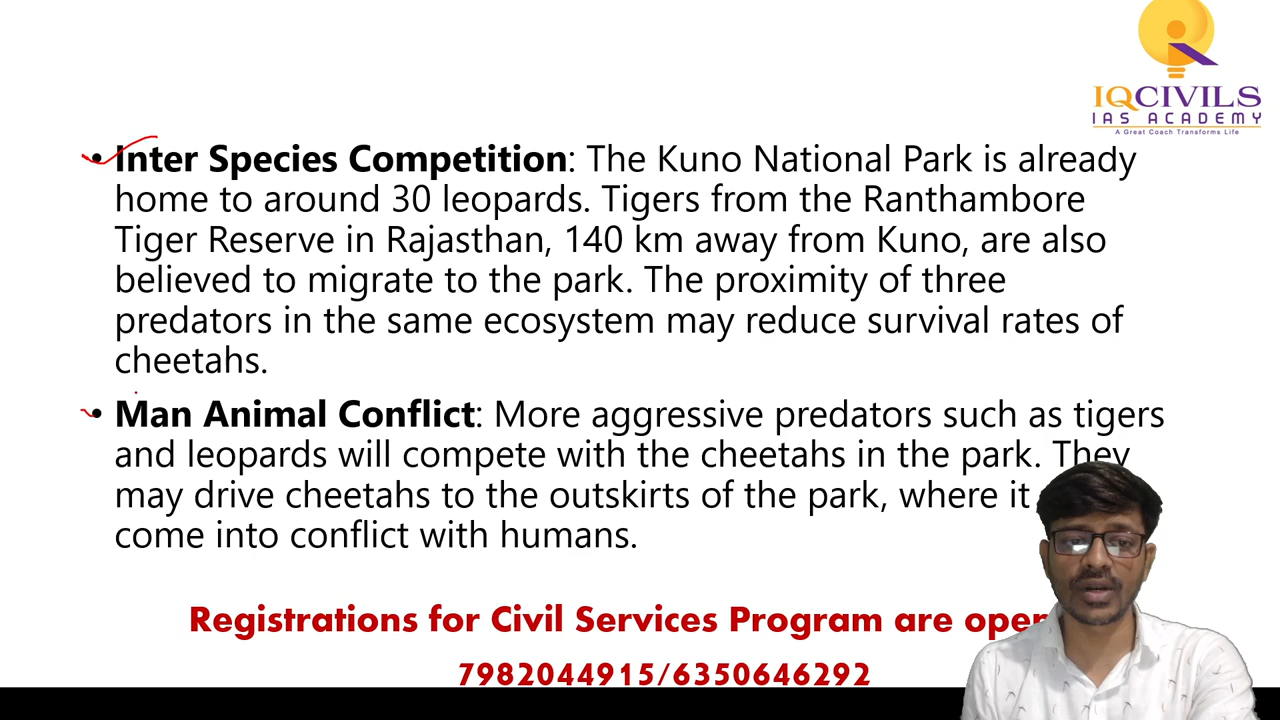 IQCIVILS
IAS ACADEMY
A Great Coach Transforms Life
• Inter Species Competition: The Kuno National Park is already
home to around 30 leopards. Tigers from the Ranthambore
Tiger Reserve in Rajasthan, 140 km away from Kuno, are also
believed to migrate to the park. The proximity of three
predators in the same ecosystem may reduce survival rates of
cheetahs.
• Man Animal Conflict: More aggressive predators such as tigers
and leopards will compete with the cheetahs in the park. They
may drive cheetahs to the outskirts of the park, where it
come into conflict with humans.
Registrations for Civil Services Program are open
7982044915/6350646292